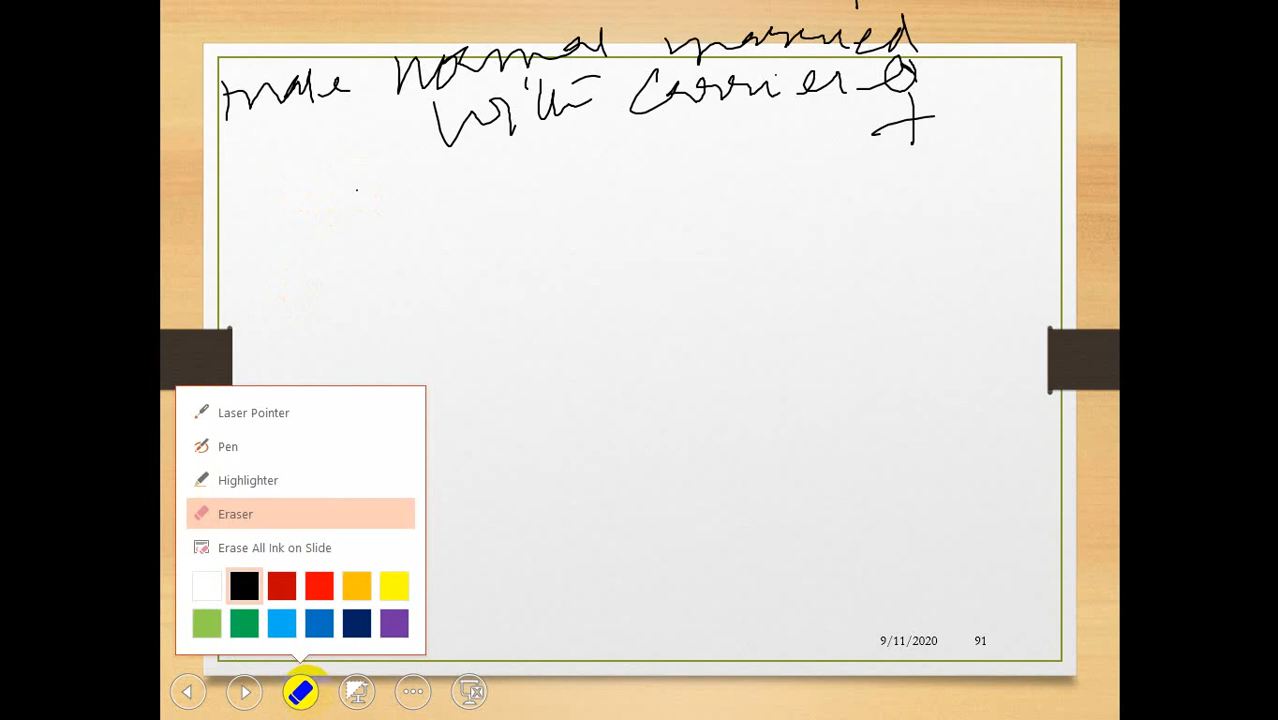 male normal married
with carrier ♀
Laser Pointer
Pen
Highlighter
Eraser
Erase All Ink on Slide
9/11/2020 91